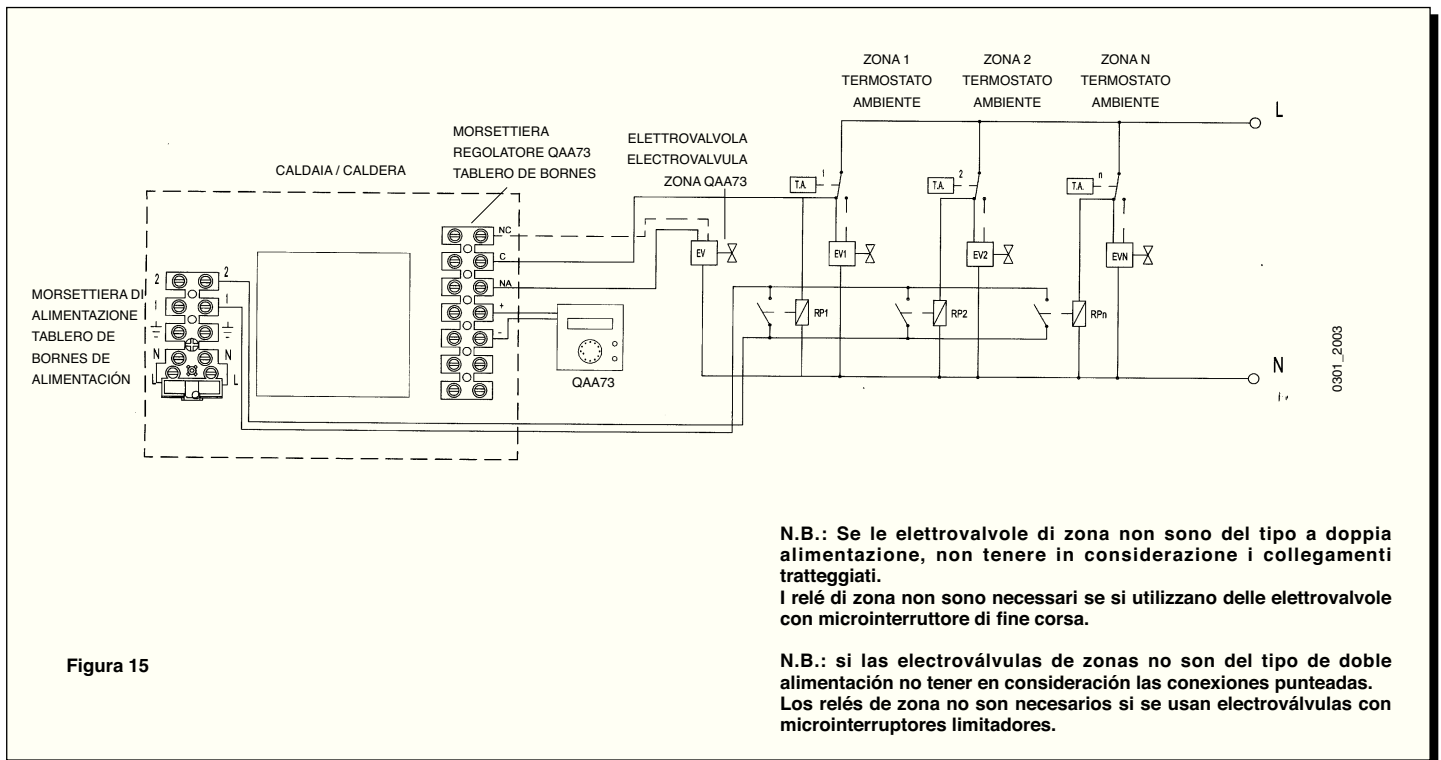 ZONA 1
TERMOSTATO
AMBIENTE
ZONA 2
TERMOSTATO
AMBIENTE
ZONA N
TERMOSTATO
AMBIENTE
L
MORSETTIERA
REGOLATORE QAA73
TABLERO DE BORNES
ELETTROVALVOLA
ELECTROVALVULA
ZONA QAA73
CALDAIA / CALDERA
T.A.
1
T.A.
2
T.A.
n
NC
C
NA
+
-
EV
EV1
EV2
EVN
2
2
1
1
N
N
L
L
MORSETTIERA DI
ALIMENTAZIONE
TABLERO DE
BORNES DE
ALIMENTACIÓN
RP1
RP2
RPn
QAA73
N
0301_2003
N.B.: Se le elettrovalvole di zona non sono del tipo a doppia
alimentazione, non tenere in considerazione i collegamenti
tratteggiati.
I relé di zona non sono necessari se si utilizzano delle elettrovalvole
con microinterruttore di fine corsa.
Figura 15
N.B.: si las electroválvulas de zonas no son del tipo de doble
alimentación no tener en consideración las conexiones punteadas.
Los relés de zona no son necesarios si se usan electroválvulas con
microinterruptores limitadores.